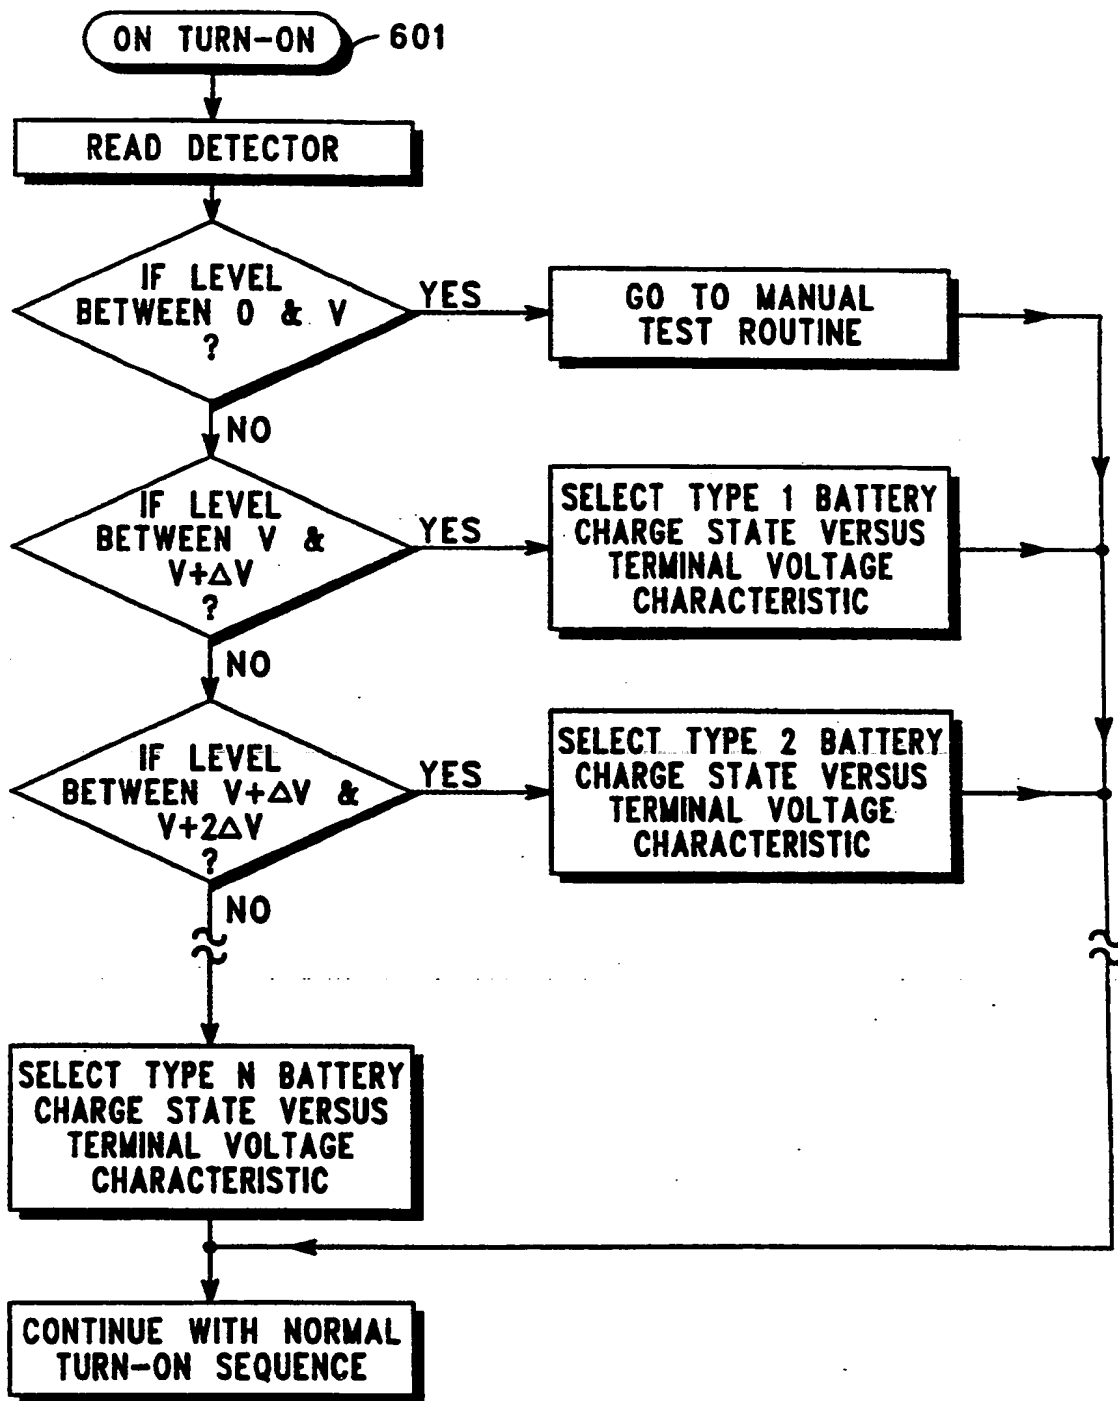 ON TURN-ON
601
READ DETECTOR
IF LEVEL
BETWEEN 0 & V
?
YES
GO TO MANUAL
TEST ROUTINE
NO
IF LEVEL
BETWEEN V &
V+△V
?
YES
SELECT TYPE 1 BATTERY
CHARGE STATE VERSUS
TERMINAL VOLTAGE
CHARACTERISTIC
NO
IF LEVEL
BETWEEN V+△V &
V+2△V
?
YES
SELECT TYPE 2 BATTERY
CHARGE STATE VERSUS
TERMINAL VOLTAGE
CHARACTERISTIC
NO
SELECT TYPE N BATTERY
CHARGE STATE VERSUS
TERMINAL VOLTAGE
CHARACTERISTIC
CONTINUE WITH NORMAL
TURN-ON SEQUENCE